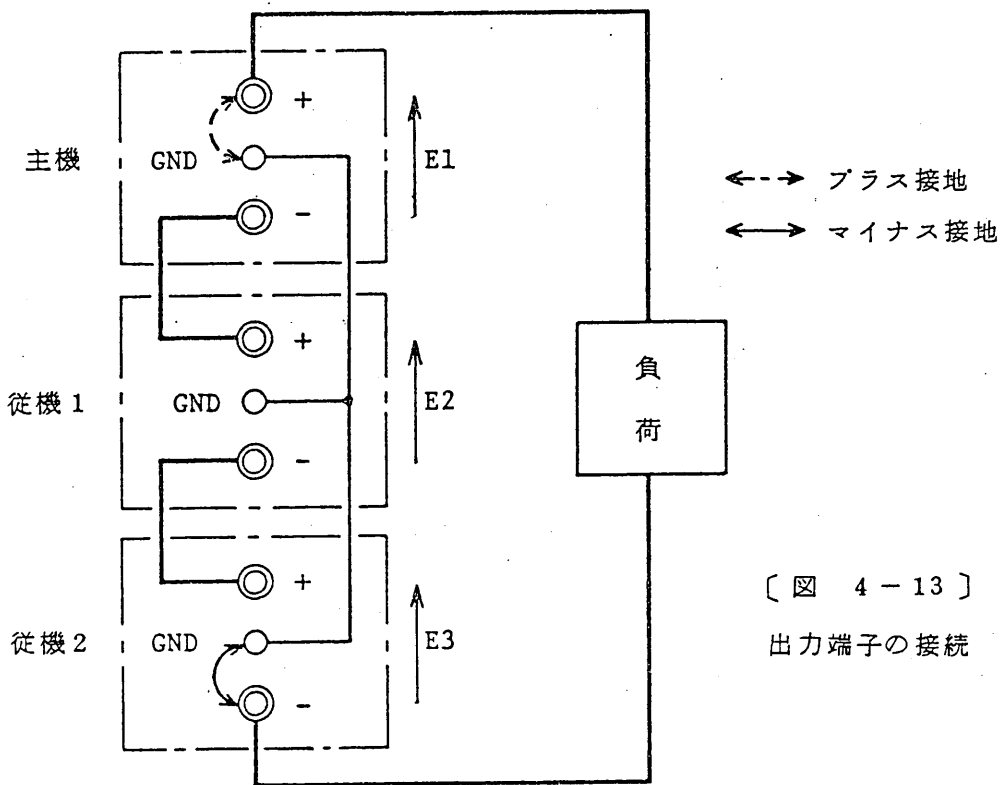 主機
+
GND
-
E1
プラス接地
マイナス接地
従機1
+
GND
-
E2
負
荷
従機2
+
GND
-
E3
〔図 4-13〕
出力端子の接続